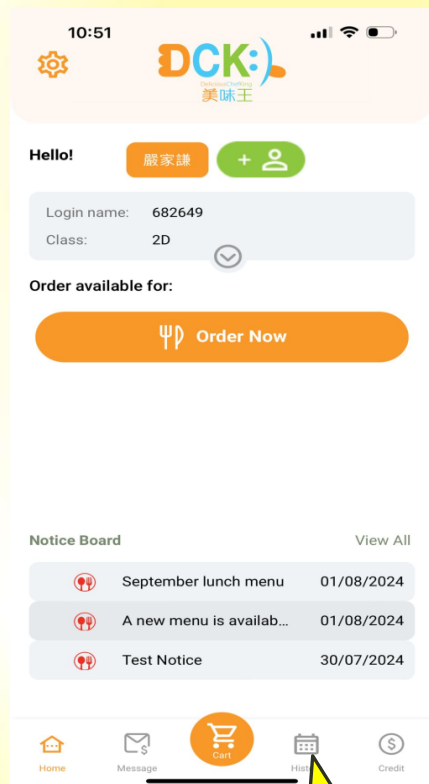 10:51
DCK:)
美味王
Hello!
嚴家謙
+
Login name: 682649
Class: 2D
Order available for:
Order Now
Notice Board View All
September lunch menu 01/08/2024
A new menu is availab... 01/08/2024
Test Notice 30/07/2024
Home Message Cart Credit